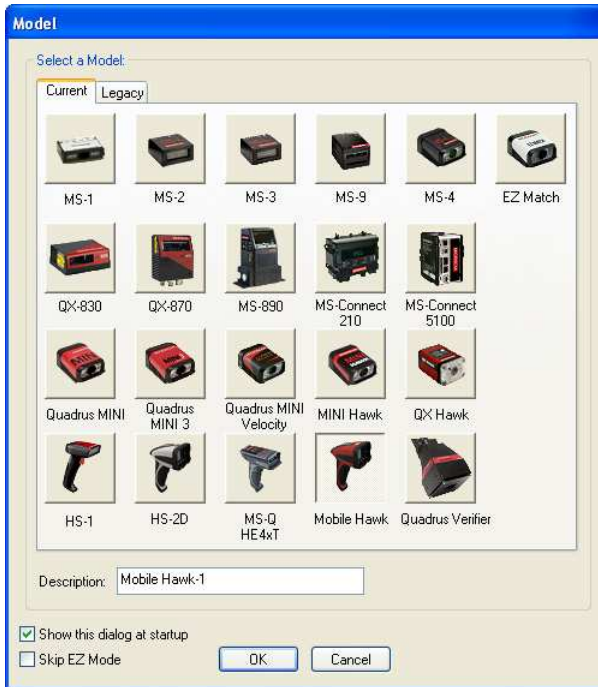 Model
Select a Model:
Current Legacy
MS-1 MS-2 MS-3 MS-9 MS-4 EZ Match
QX-830 QX-870 MS-890 MS-Connect 210 MS-Connect 5100
Quadrus MINI Quadrus MINI 3 Quadrus MINI Velocity MINI Hawk QX Hawk
HS-1 HS-2D MS-Q HE4xT Mobile Hawk Quadrus Verifier
Description: Mobile Hawk-1
Show this dialog at startup
Skip EZ Mode OK Cancel